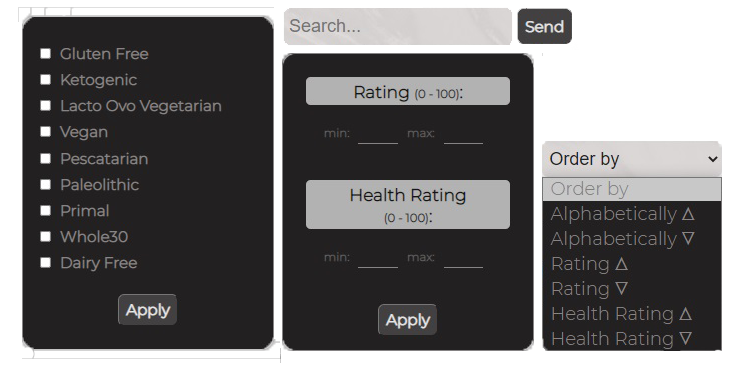 Gluten Free
Ketogenic
Lacto Ovo Vegetarian
Vegan
Pescatarian
Paleolithic
Primal
Whole30
Dairy Free
Apply
Search...
Send
Rating (0 - 100):
min: max:
Health Rating
(0 - 100):
min: max:
Apply
Order by
Order by
Alphabetically △
Alphabetically ▽
Rating △
Rating ▽
Health Rating △
Health Rating ▽